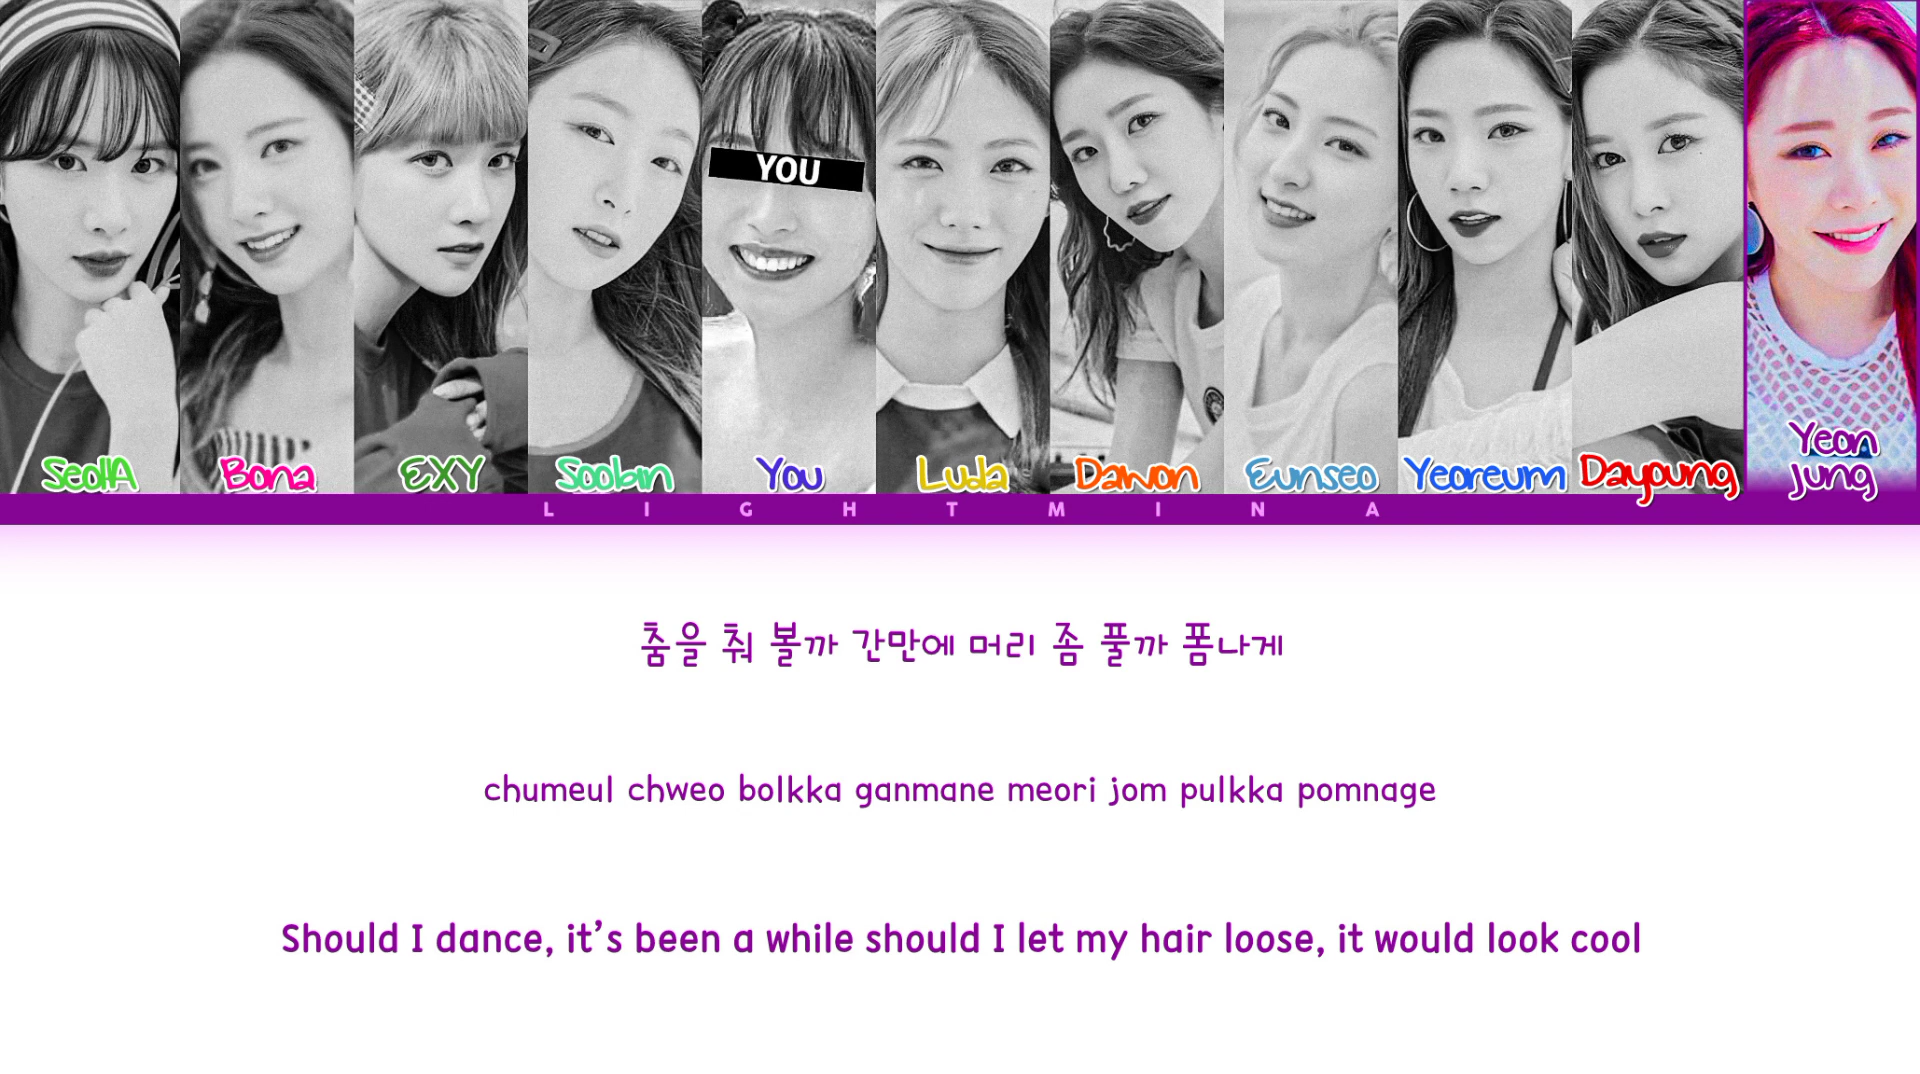 YOU
SeolA Bona EXY Soobin You Luda Dawon Eunseo Yeoreum Dayoung Yeon
Jung
L I G H T M I N A
춤을 춰 볼까 간만에 머리 좀 풀까 폼나게
chumeul chweo bolkka ganmane meori jom pulkka pomnage
Should I dance, it's been a while should I let my hair loose, it would look cool